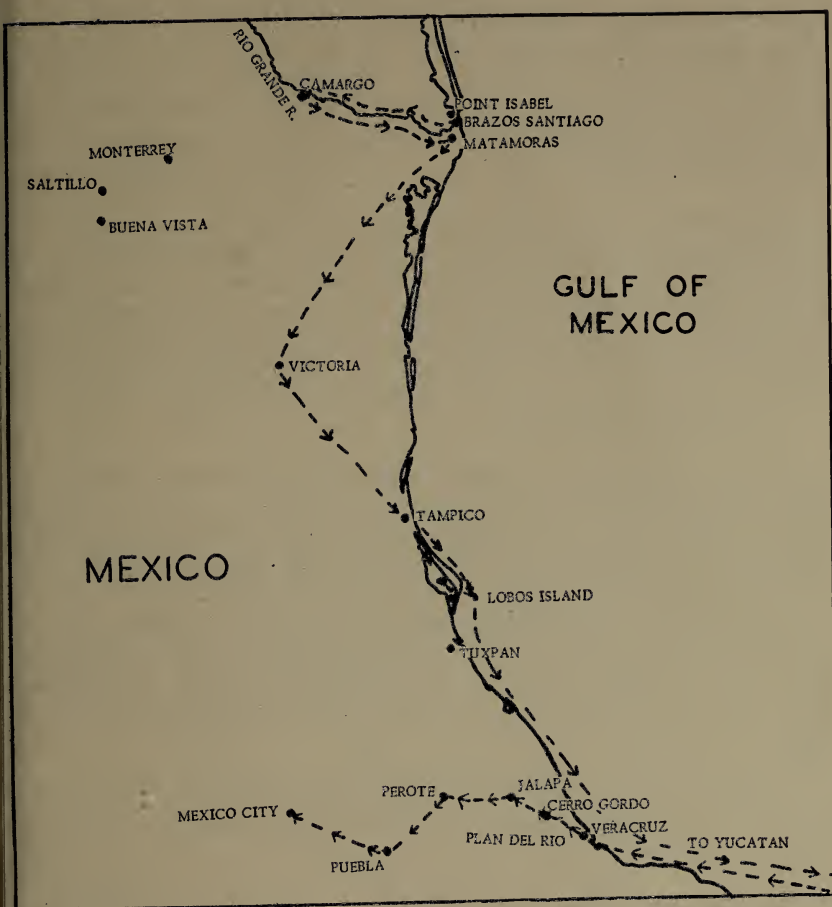 RIO GRANDE R.
CAMARGO
POINT ISABEL
BRAZOS SANTIAGO
MATAMORAS
MONTERREY
SALTILLO
BUENA VISTA
GULF OF
MEXICO
VICTORIA
TAMPICO
MEXICO
LOBOS ISLAND
TUXPAN
PEROTE
JALAPA
CERRO GORDO
MEXICO CITY
PLAN DEL RIO
VERACRUZ
TO YUCATAN
PUEBLA